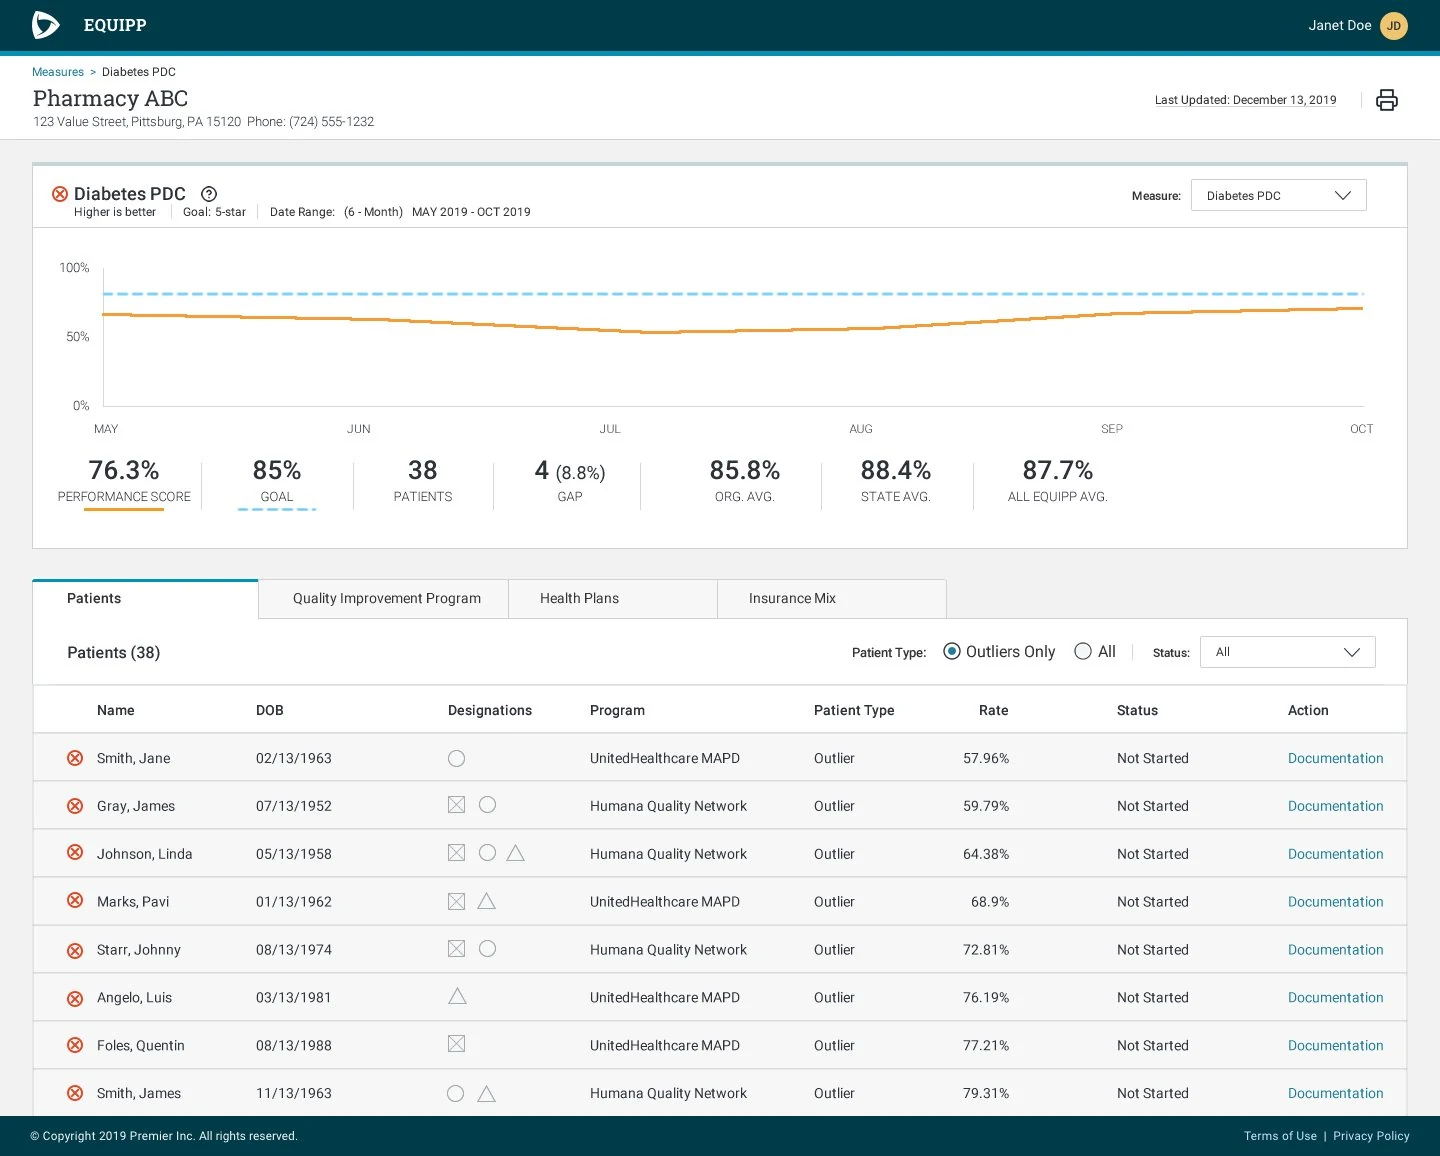 EQUIPP
Janet Doe JD
Measures > Diabetes PDC
Pharmacy ABC
123 Value Street, Pittsburg, PA 15120 Phone: (724) 555-1232
Last Updated: December 13, 2019
Diabetes PDC ?
Higher is better Goal: 5-star Date Range: (6 - Month) MAY 2019 - OCT 2019
Measure: Diabetes PDC
100%
50%
0%
MAY JUN JUL AUG SEP OCT
76.3% 85% 38 4 (8.8%) 85.8% 88.4% 87.7%
PERFORMANCE SCORE GOAL PATIENTS GAP ORG. AVG. STATE AVG. ALL EQUIPP AVG.
Patients Quality Improvement Program Health Plans Insurance Mix
Patients (38) Patient Type: Outliers Only All Status: All
Name DOB Designations Program Patient Type Rate Status Action
Smith, Jane 02/13/1963 UnitedHealthcare MAPD Outlier 57.96% Not Started Documentation
Gray, James 07/13/1952 Humana Quality Network Outlier 59.79% Not Started Documentation
Johnson, Linda 05/13/1958 Humana Quality Network Outlier 64.38% Not Started Documentation
Marks, Pavi 01/13/1962 UnitedHealthcare MAPD Outlier 68.9% Not Started Documentation
Starr, Johnny 08/13/1974 Humana Quality Network Outlier 72.81% Not Started Documentation
Angelo, Luis 03/13/1981 UnitedHealthcare MAPD Outlier 76.19% Not Started Documentation
Foles, Quentin 08/13/1988 UnitedHealthcare MAPD Outlier 77.21% Not Started Documentation
Smith, James 11/13/1963 Humana Quality Network Outlier 79.31% Not Started Documentation
© Copyright 2019 Premier Inc. All rights reserved.
Terms of Use | Privacy Policy